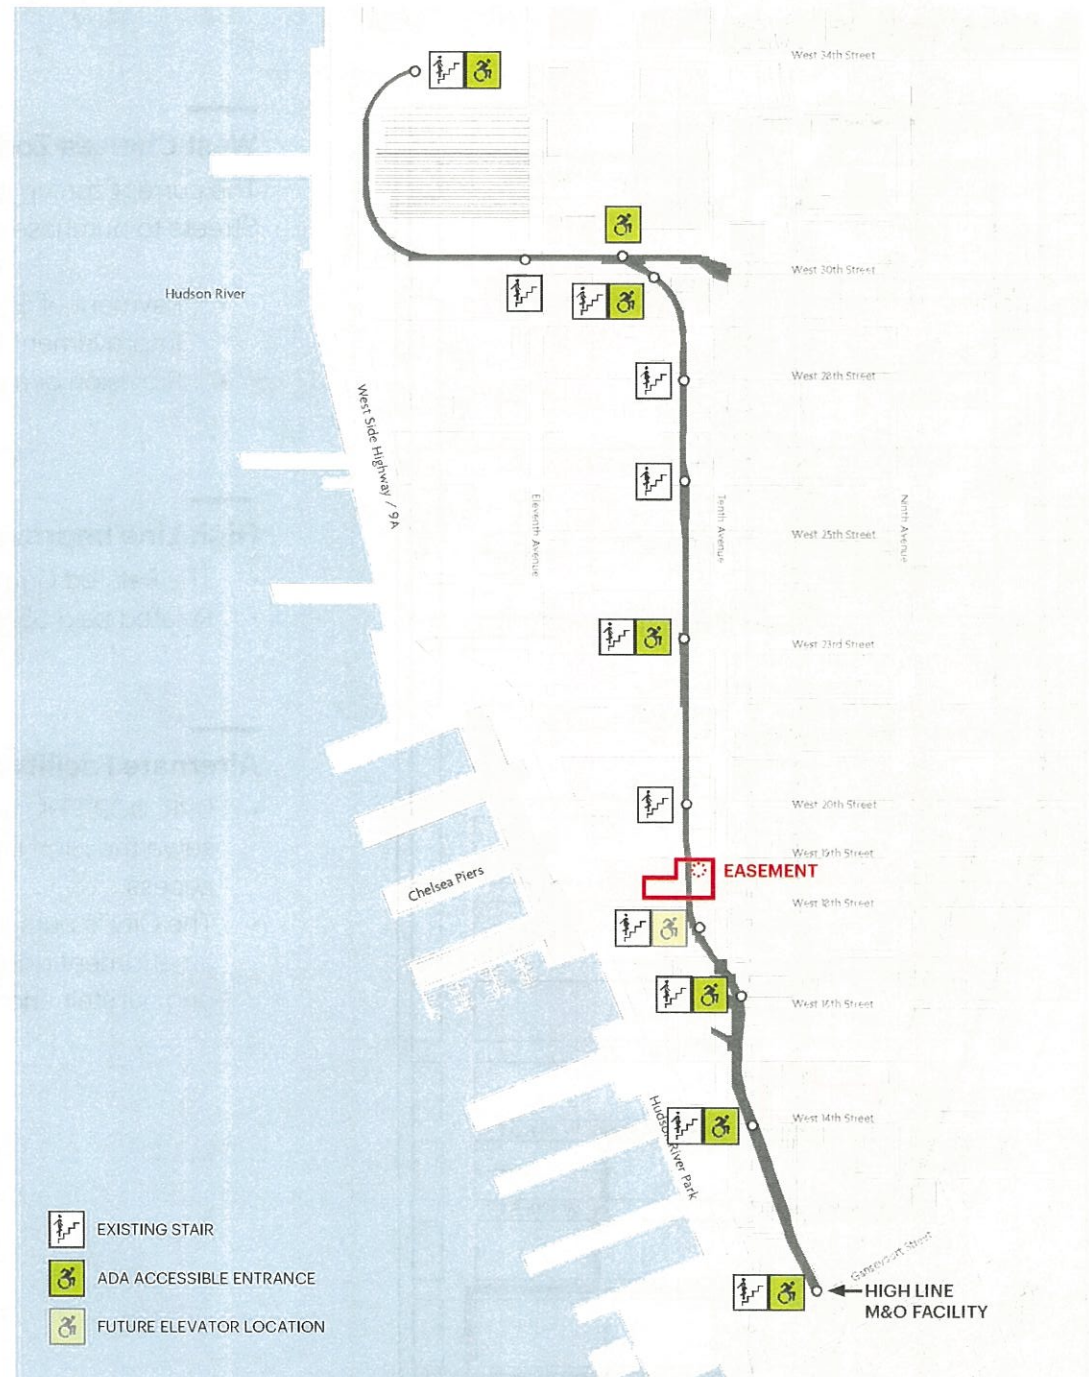 West 34th Street
Hudson River
West 30th Street
West 28th Street
West Side Highway / 9A
Eleventh Avenue
Tenth Avenue
Ninth Avenue
West 25th Street
West 23rd Street
West 20th Street
West 19th Street
EASEMENT
Chelsea Piers
West 18th Street
West 16th Street
West 14th Street
Hudson River Park
Gansevoort Street
HIGH LINE
M&O FACILITY
EXISTING STAIR
ADA ACCESSIBLE ENTRANCE
FUTURE ELEVATOR LOCATION